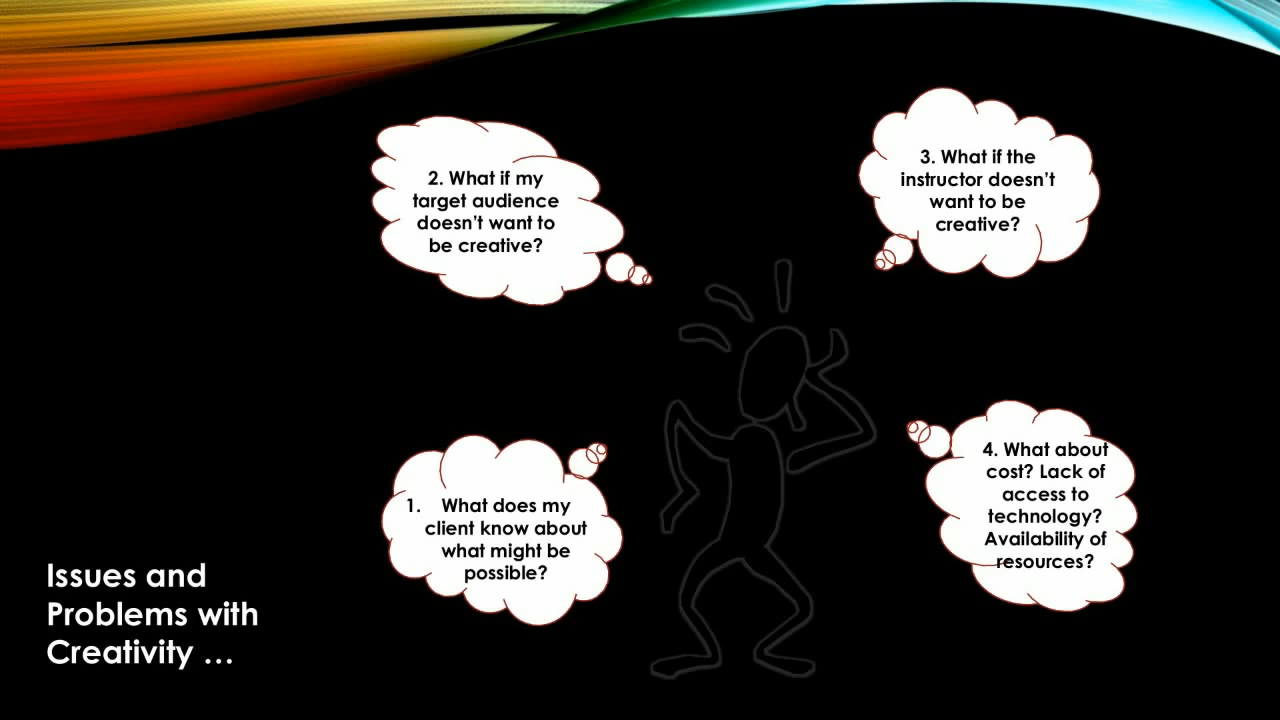 2. What if my
target audience
doesn't want to
be creative?
3. What if the
instructor doesn't
want to be
creative?
1. What does my
client know about
what might be
possible?
4. What about
cost? Lack of
access to
technology?
Availability of
resources?
Issues and
Problems with
Creativity …